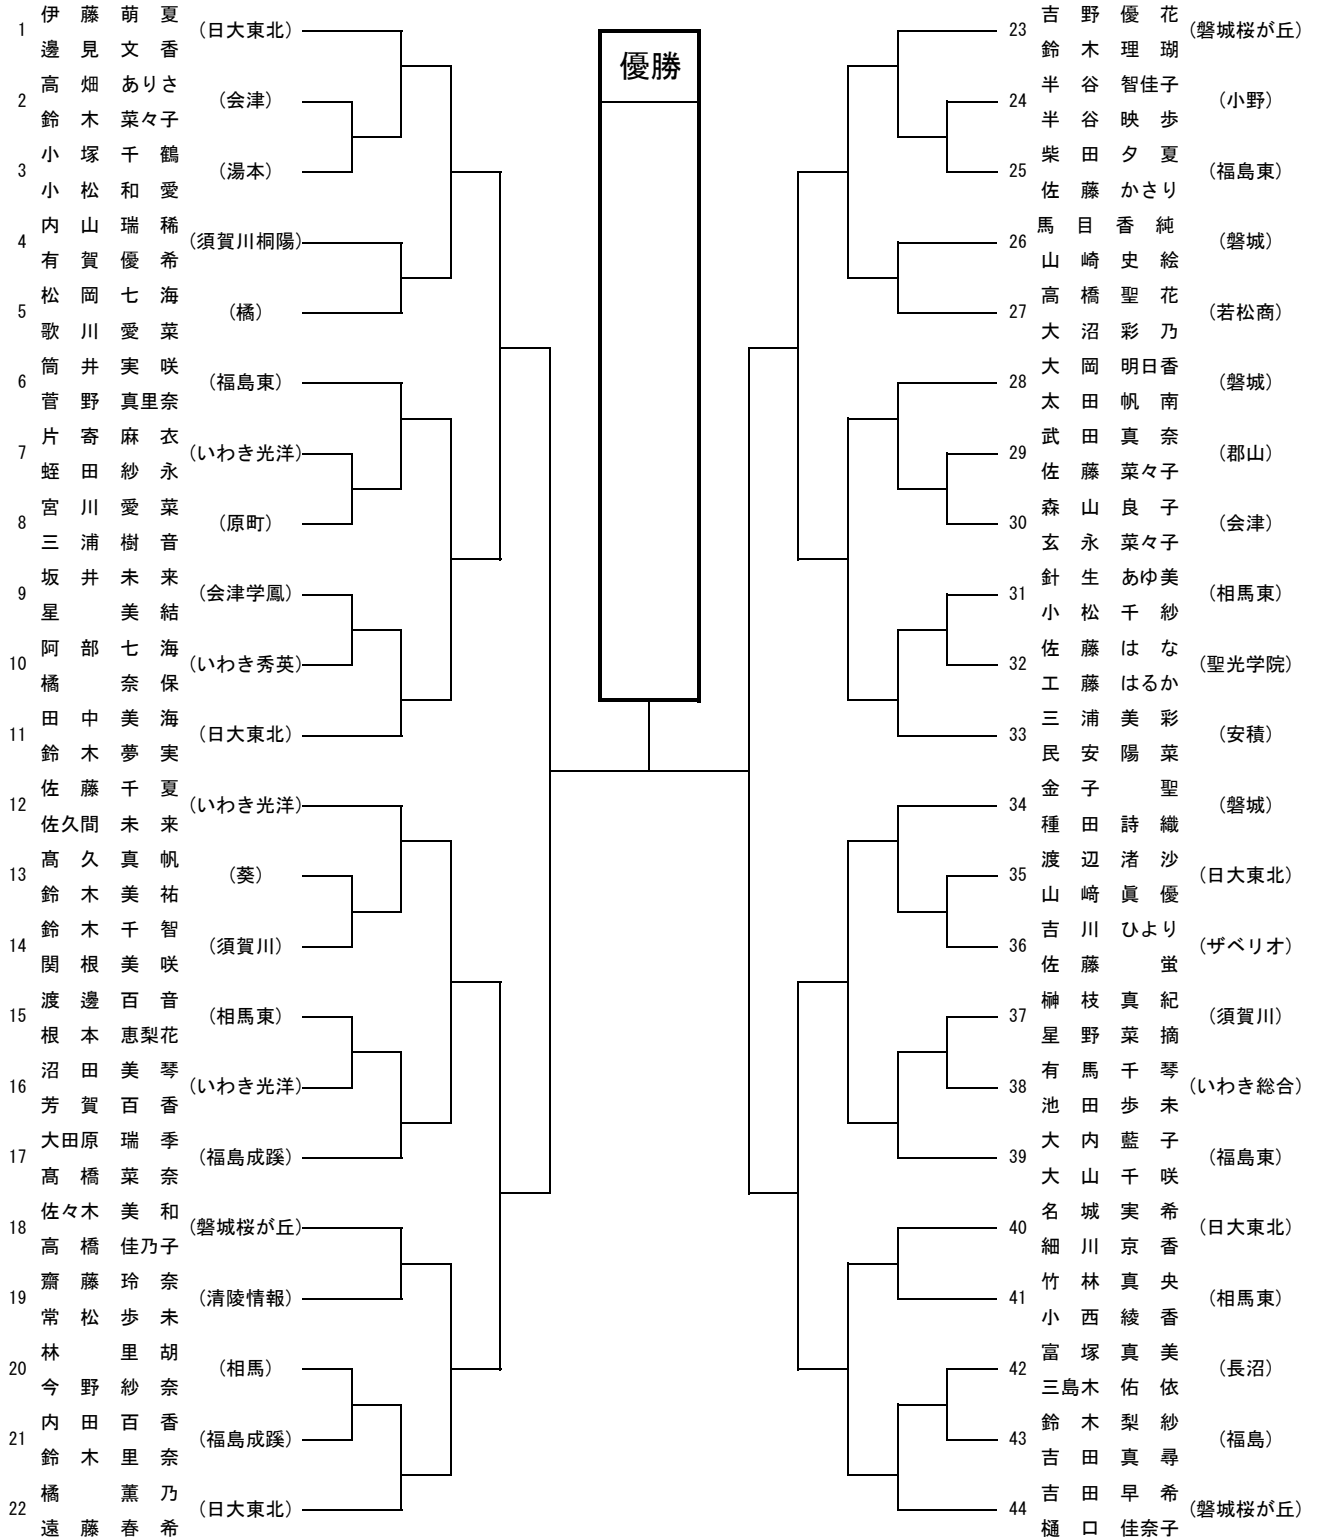 優勝
1 伊藤萌夏 (日大東北)
邊見文香
2 高畑ありさ (会津)
鈴木菜々子
3 小塚千鶴 (湯本)
小松和愛
4 内山瑞稀 (須賀川桐陽)
有賀優希
5 松岡七海 (橘)
歌川愛菜
6 筒井実咲 (福島東)
菅野真里奈
7 片寄麻衣 (いわき光洋)
蛭田紗永
8 宮川愛菜 (原町)
三浦樹音
9 坂井未来 (会津学鳳)
星美結
10 阿部七海 (いわき秀英)
橘奈保
11 田中美海 (日大東北)
鈴木夢実
12 佐藤千夏 (いわき光洋)
佐久間未来
13 髙久真帆 (葵)
鈴木美祐
14 鈴木千智 (須賀川)
関根美咲
15 渡邊百音 (相馬東)
根本恵梨花
16 沼田美琴 (いわき光洋)
芳賀百香
17 大田原瑞季 (福島成蹊)
髙橋菜奈
18 佐々木美和 (磐城桜が丘)
高橋佳乃子
19 齋藤玲奈 (清陵情報)
常松歩未
20 林里胡 (相馬)
今野紗奈
21 内田百香 (福島成蹊)
鈴木里奈
22 橘薫乃 (日大東北)
遠藤春希
23 吉野優花 (磐城桜が丘)
鈴木理瑚
24 半谷智佳子 (小野)
半谷映歩
25 柴田夕夏 (福島東)
佐藤かさり
26 馬目香純 (磐城)
山崎史絵
27 高橋聖花 (若松商)
大沼彩乃
28 大岡明日香 (磐城)
太田帆南
29 武田真奈 (郡山)
佐藤菜々子
30 森山良子 (会津)
玄永菜々子
31 針生あゆ美 (相馬東)
小松千紗
32 佐藤はな (聖光学院)
工藤はるか
33 三浦美彩 (安積)
民安陽菜
34 金子聖 (磐城)
種田詩織
35 渡辺渚沙 (日大東北)
山﨑眞優
36 吉川ひより (ザベリオ)
佐藤蛍
37 榊枝真紀 (須賀川)
星野菜摘
38 有馬千琴 (いわき総合)
池田歩未
39 大内藍子 (福島東)
大山千咲
40 名城実希 (日大東北)
細川京香
41 竹林真央 (相馬東)
小西綾香
42 富塚真美 (長沼)
三島木佑依
43 鈴木梨紗 (福島)
吉田真尋
44 吉田早希 (磐城桜が丘)
樋口佳奈子